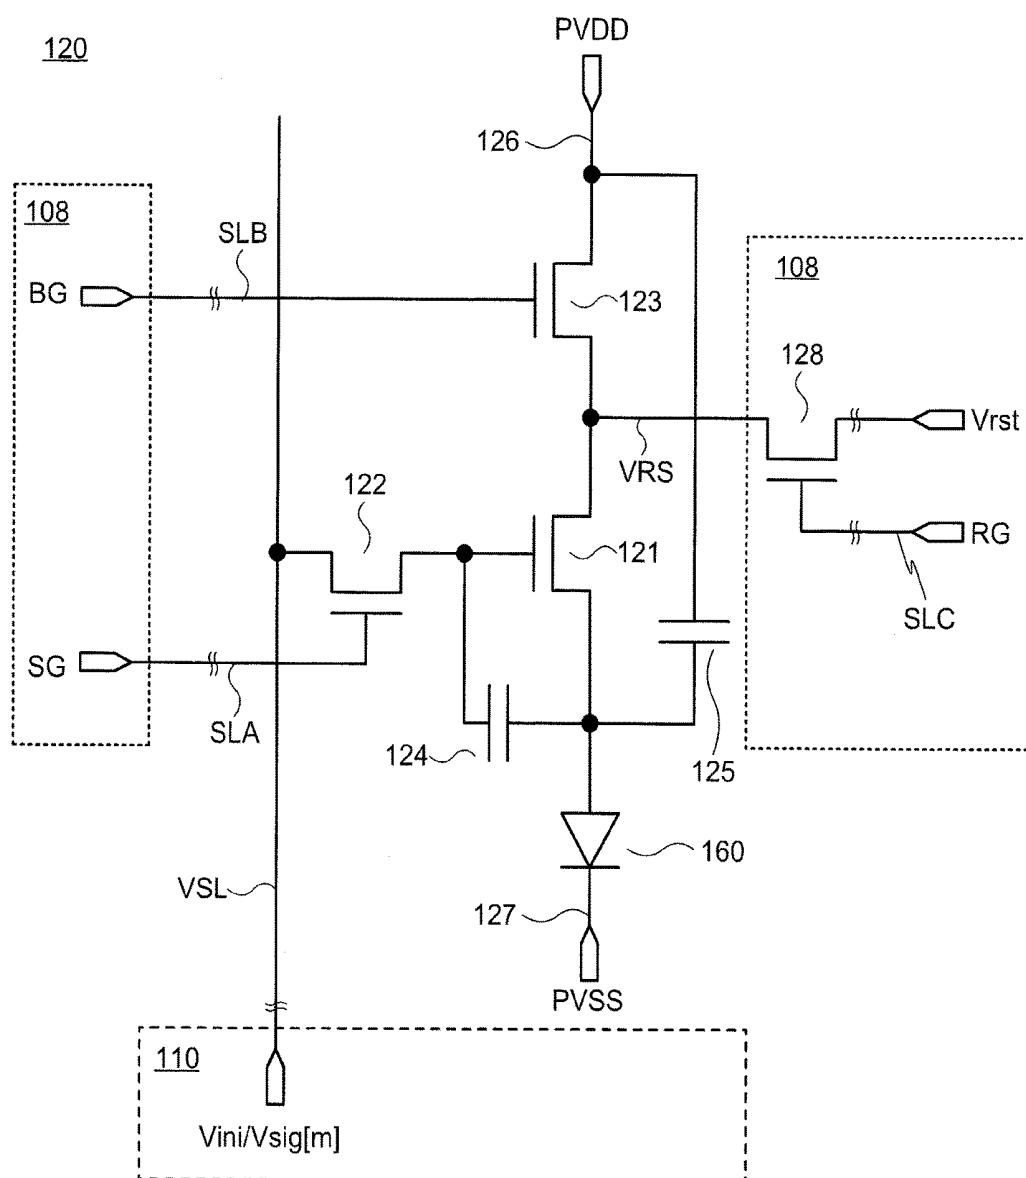 PVDD
120
126
108
SLB
108
BG
123
128
Vrst
VRS
122
121
RG
SLC
SG
SLA
124
125
160
VSL
127
PVSS
110
Vini/Vsig[m]